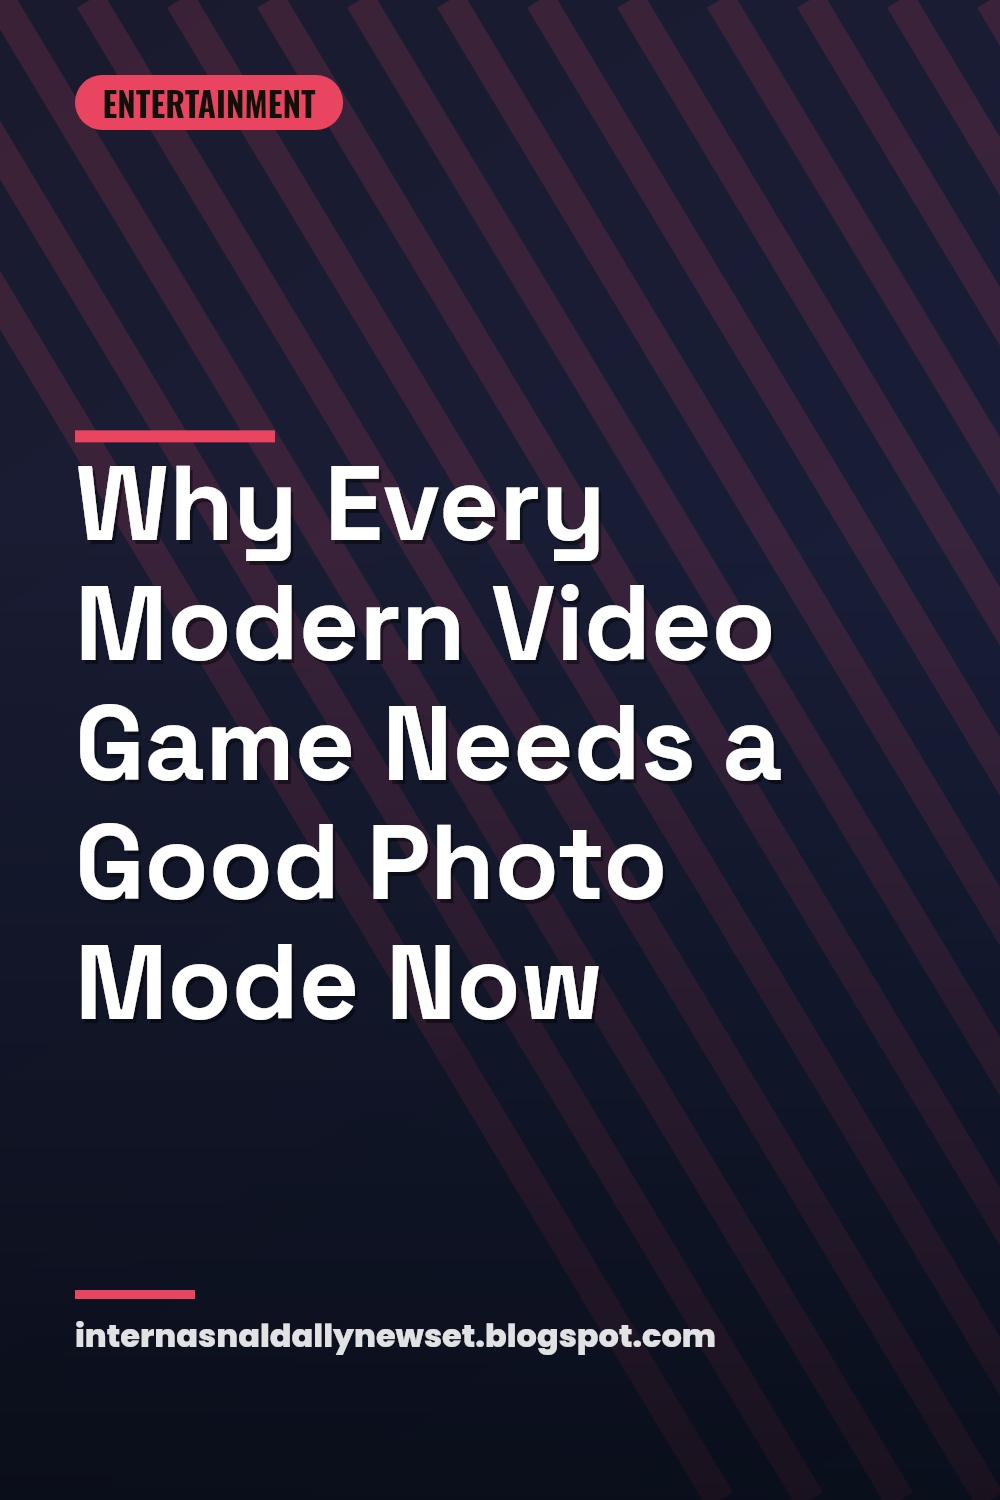 ENTERTAINMENT
Why Every
Modern Video
Game Needs a
Good Photo
Mode Now
internasnaldallynewset.blogspot.com